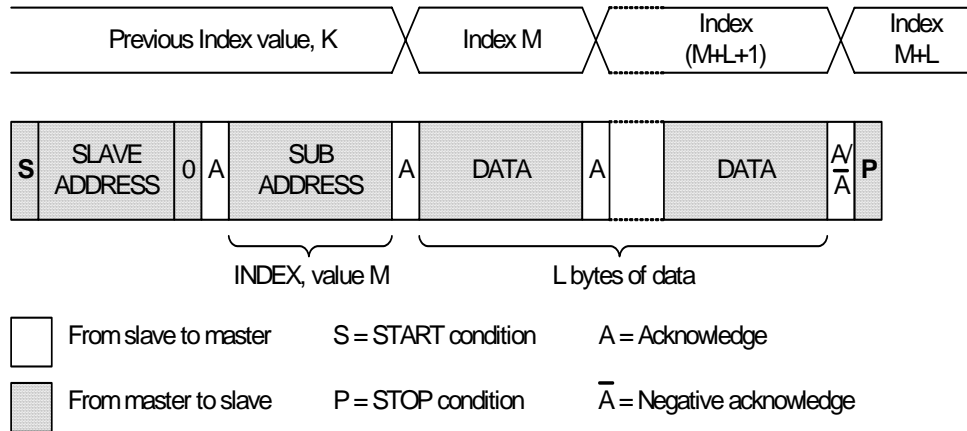 Previous Index value, K
Index M
Index
(M+L+1)
Index
M+L
S
SLAVE
ADDRESS
0
A
SUB
ADDRESS
A
DATA
A
DATA
A/
A̅
P
INDEX, value M
L bytes of data
From slave to master
S = START condition
A = Acknowledge
From master to slave
P = STOP condition
A̅ = Negative acknowledge